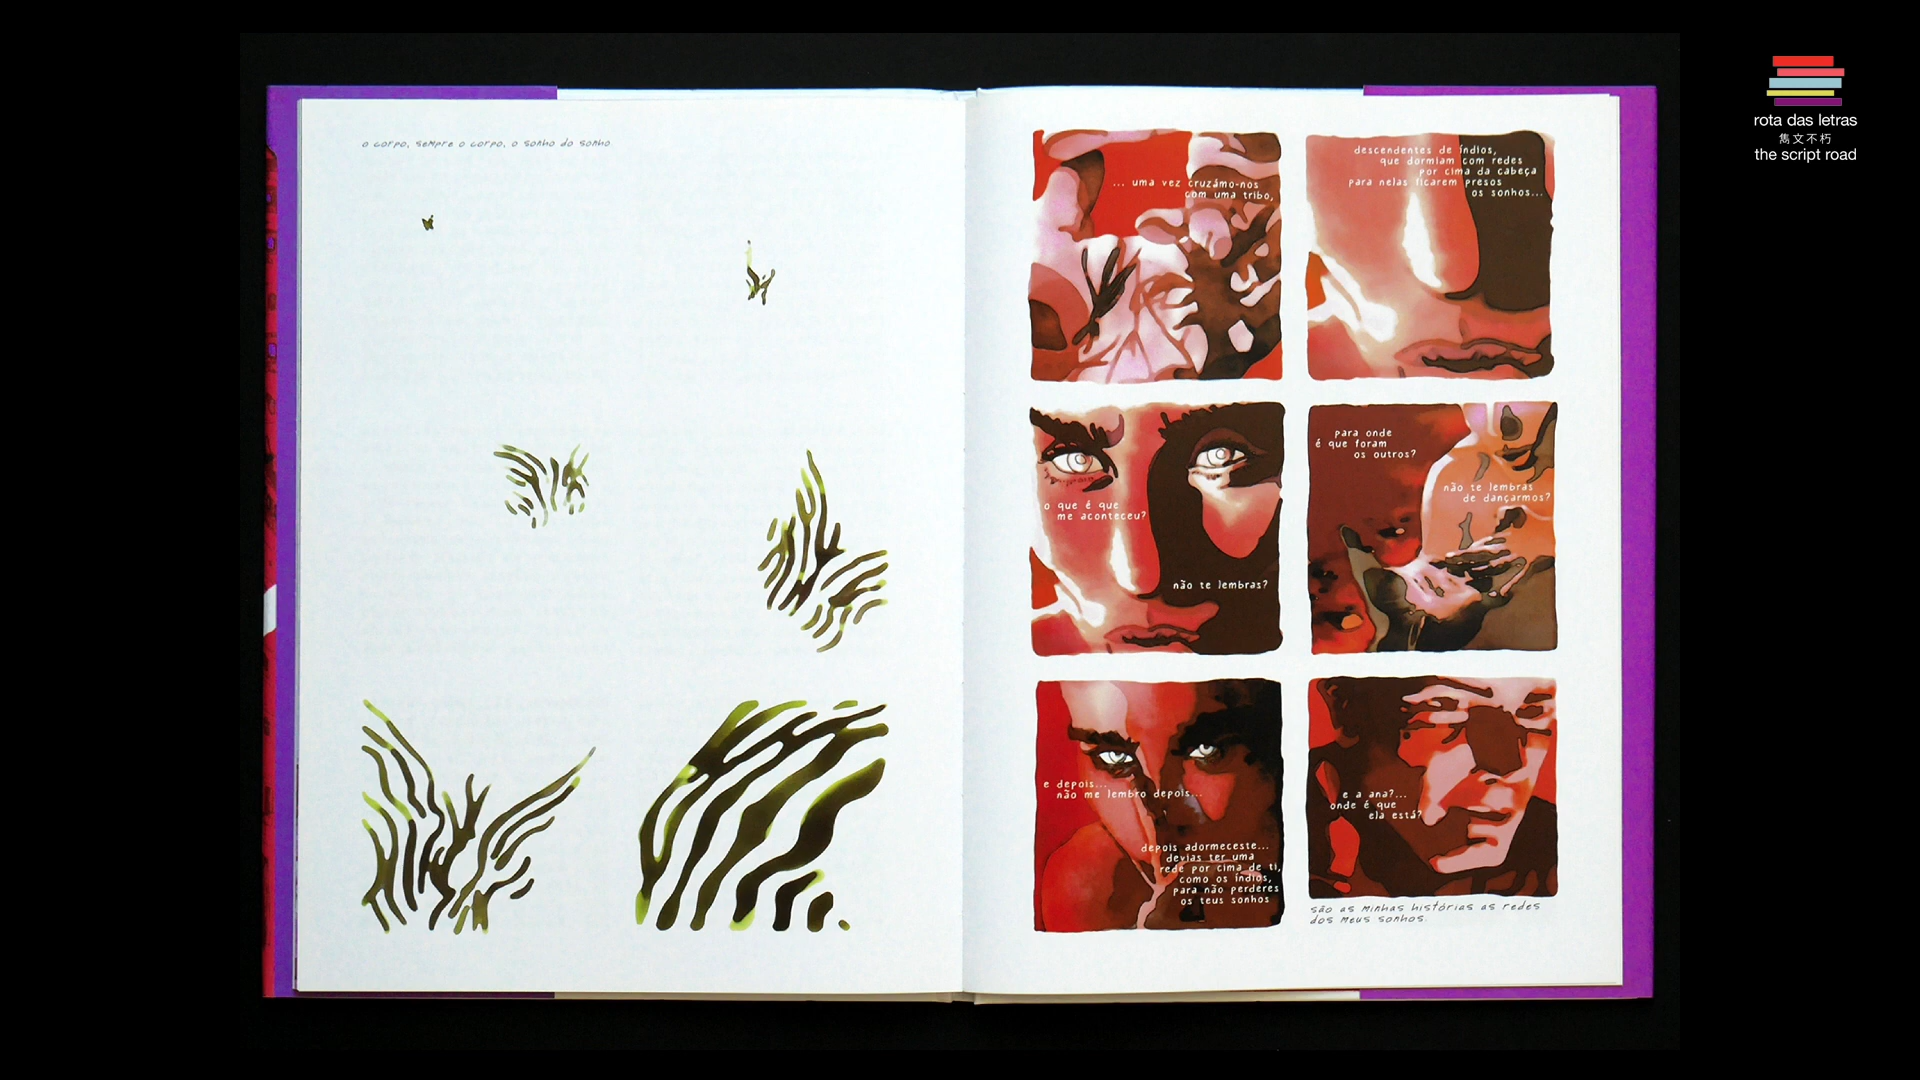 o corpo, sempre o corpo, o sonho do sonho.
... uma vez cruzámo-nos
com uma tribo,
descendentes de índios,
que dormiam com redes
por cima da cabeça
para nelas ficarem presos
os sonhos...
o que é que
me aconteceu?
não te lembras?
para onde
é que foram
os outros?
não te lembras
de dançarmos?
e depois...
não me lembro depois...
depois adormeceste...
devias ter uma
rede por cima de ti,
como os índios,
para não perderes
os teus sonhos
e a ana?...
onde é que
ela está?
são as minhas histórias as redes
dos meus sonhos.
rota das letras
雋文不朽
the script road